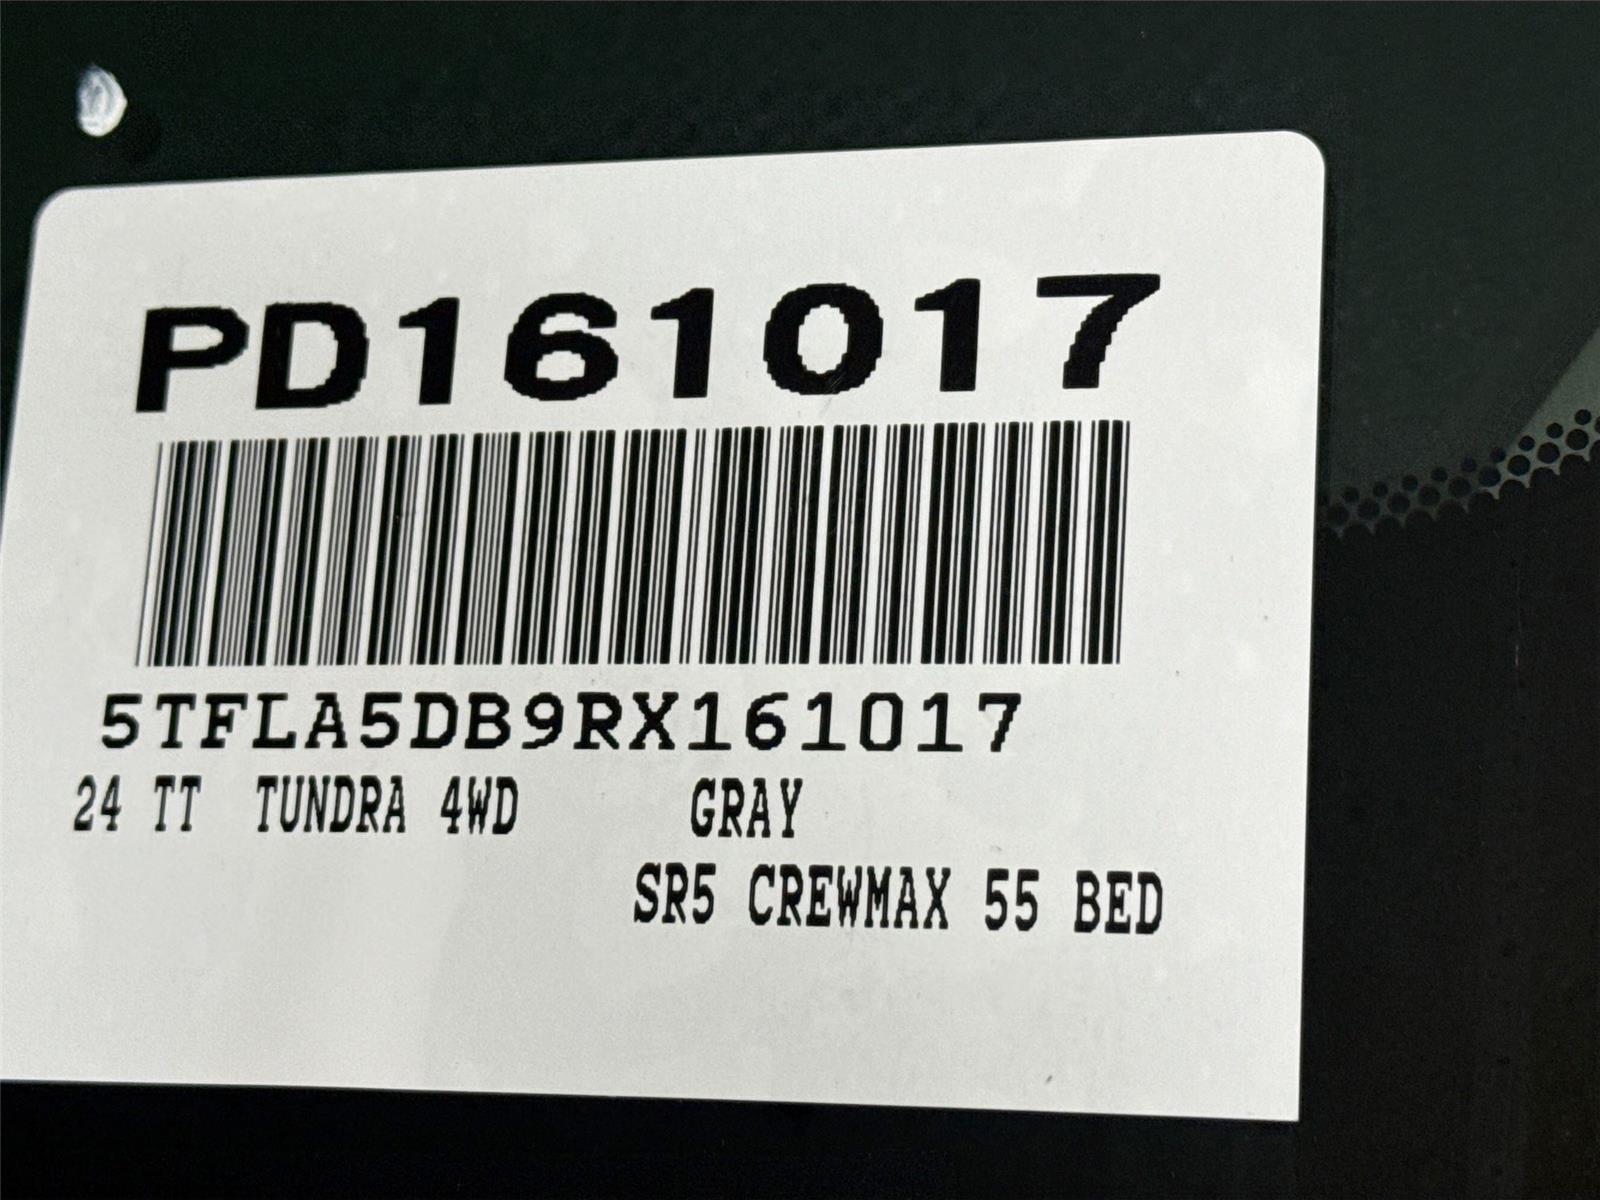 PD161017
5TFLA5DB9RX161017
24 TT TUNDRA 4WD GRAY
SR5 CREWMAX 55 BED